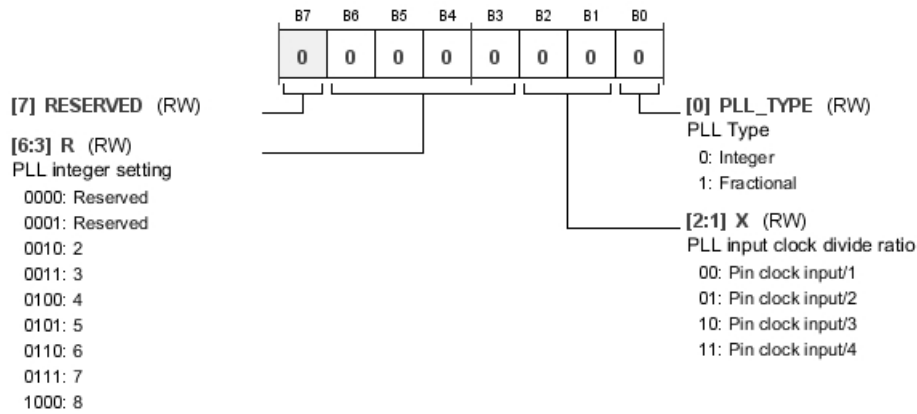 B7 B6 B5 B4 B3 B2 B1 B0
0 0 0 0 0 0 0 0
[7] RESERVED (RW)
[6:3] R (RW)
PLL integer setting
0000: Reserved
0001: Reserved
0010: 2
0011: 3
0100: 4
0101: 5
0110: 6
0111: 7
1000: 8
[0] PLL_TYPE (RW)
PLL Type
0: Integer
1: Fractional
[2:1] X (RW)
PLL input clock divide ratio
00: Pin clock input/1
01: Pin clock input/2
10: Pin clock input/3
11: Pin clock input/4